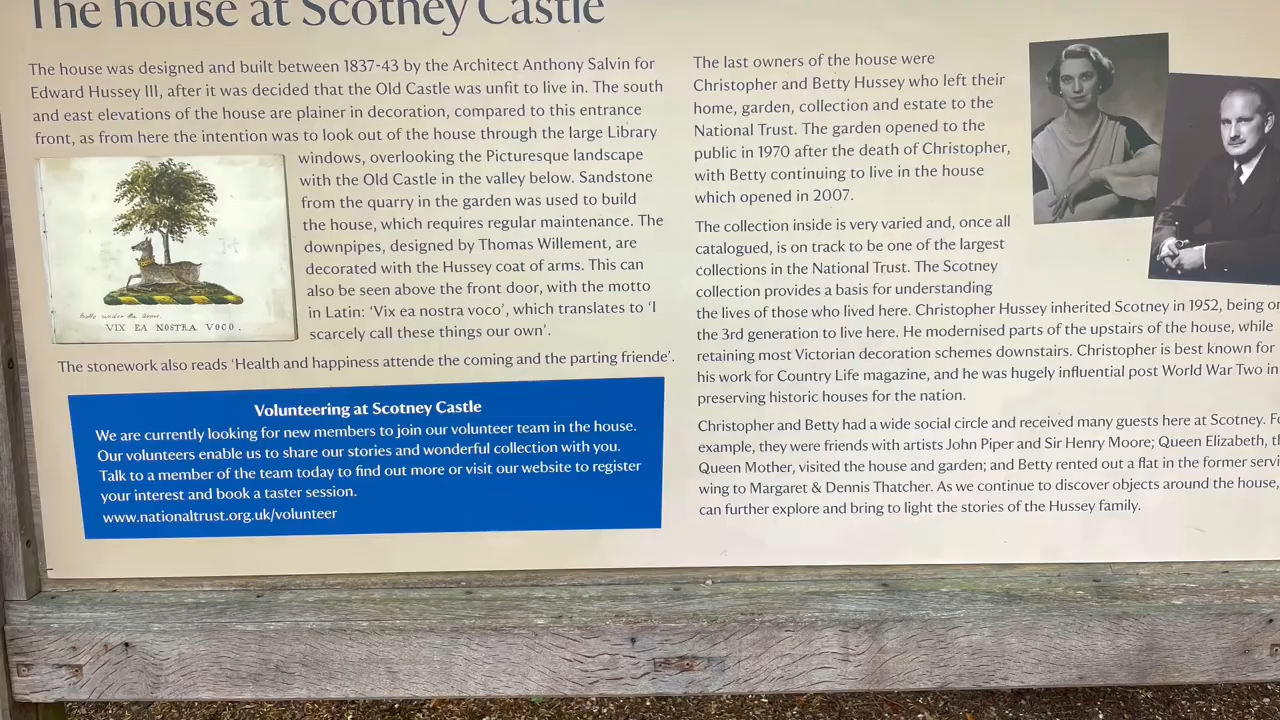 The house at Scotney Castle
The house was designed and built between 1837-43 by the Architect Anthony Salvin for
Edward Hussey III, after it was decided that the Old Castle was unfit to live in. The south
and east elevations of the house are plainer in decoration, compared to this entrance
front, as from here the intention was to look out of the house through the large Library
windows, overlooking the Picturesque landscape
with the Old Castle in the valley below. Sandstone
from the quarry in the garden was used to build
the house, which requires regular maintenance. The
downpipes, designed by Thomas Willement, are
decorated with the Hussey coat of arms. This can
also be seen above the front door, with the motto
in Latin: ‘Vix ea nostra voco’, which translates to ‘I
scarcely call these things our own’.
under the
VIX EA NOSTRA VOCO.
The stonework also reads ‘Health and happiness attende the coming and the parting friende’.
Volunteering at Scotney Castle
We are currently looking for new members to join our volunteer team in the house.
Our volunteers enable us to share our stories and wonderful collection with you.
Talk to a member of the team today to find out more or visit our website to register
your interest and book a taster session.
www.nationaltrust.org.uk/volunteer
The last owners of the house were
Christopher and Betty Hussey who left their
home, garden, collection and estate to the
National Trust. The garden opened to the
public in 1970 after the death of Christopher,
with Betty continuing to live in the house
which opened in 2007.
The collection inside is very varied and, once all
catalogued, is on track to be one of the largest
collections in the National Trust. The Scotney
collection provides a basis for understanding
the lives of those who lived here. Christopher Hussey inherited Scotney in 1952, being
the 3rd generation to live here. He modernised parts of the upstairs of the house, while
retaining most Victorian decoration schemes downstairs. Christopher is best known for
his work for Country Life magazine, and he was hugely influential post World War Two in
preserving historic houses for the nation.
Christopher and Betty had a wide social circle and received many guests here at Scotney.
example, they were friends with artists John Piper and Sir Henry Moore; Queen Elizabeth,
Queen Mother, visited the house and garden; and Betty rented out a flat in the former
wing to Margaret & Dennis Thatcher. As we continue to discover objects around the house,
can further explore and bring to light the stories of the Hussey family.